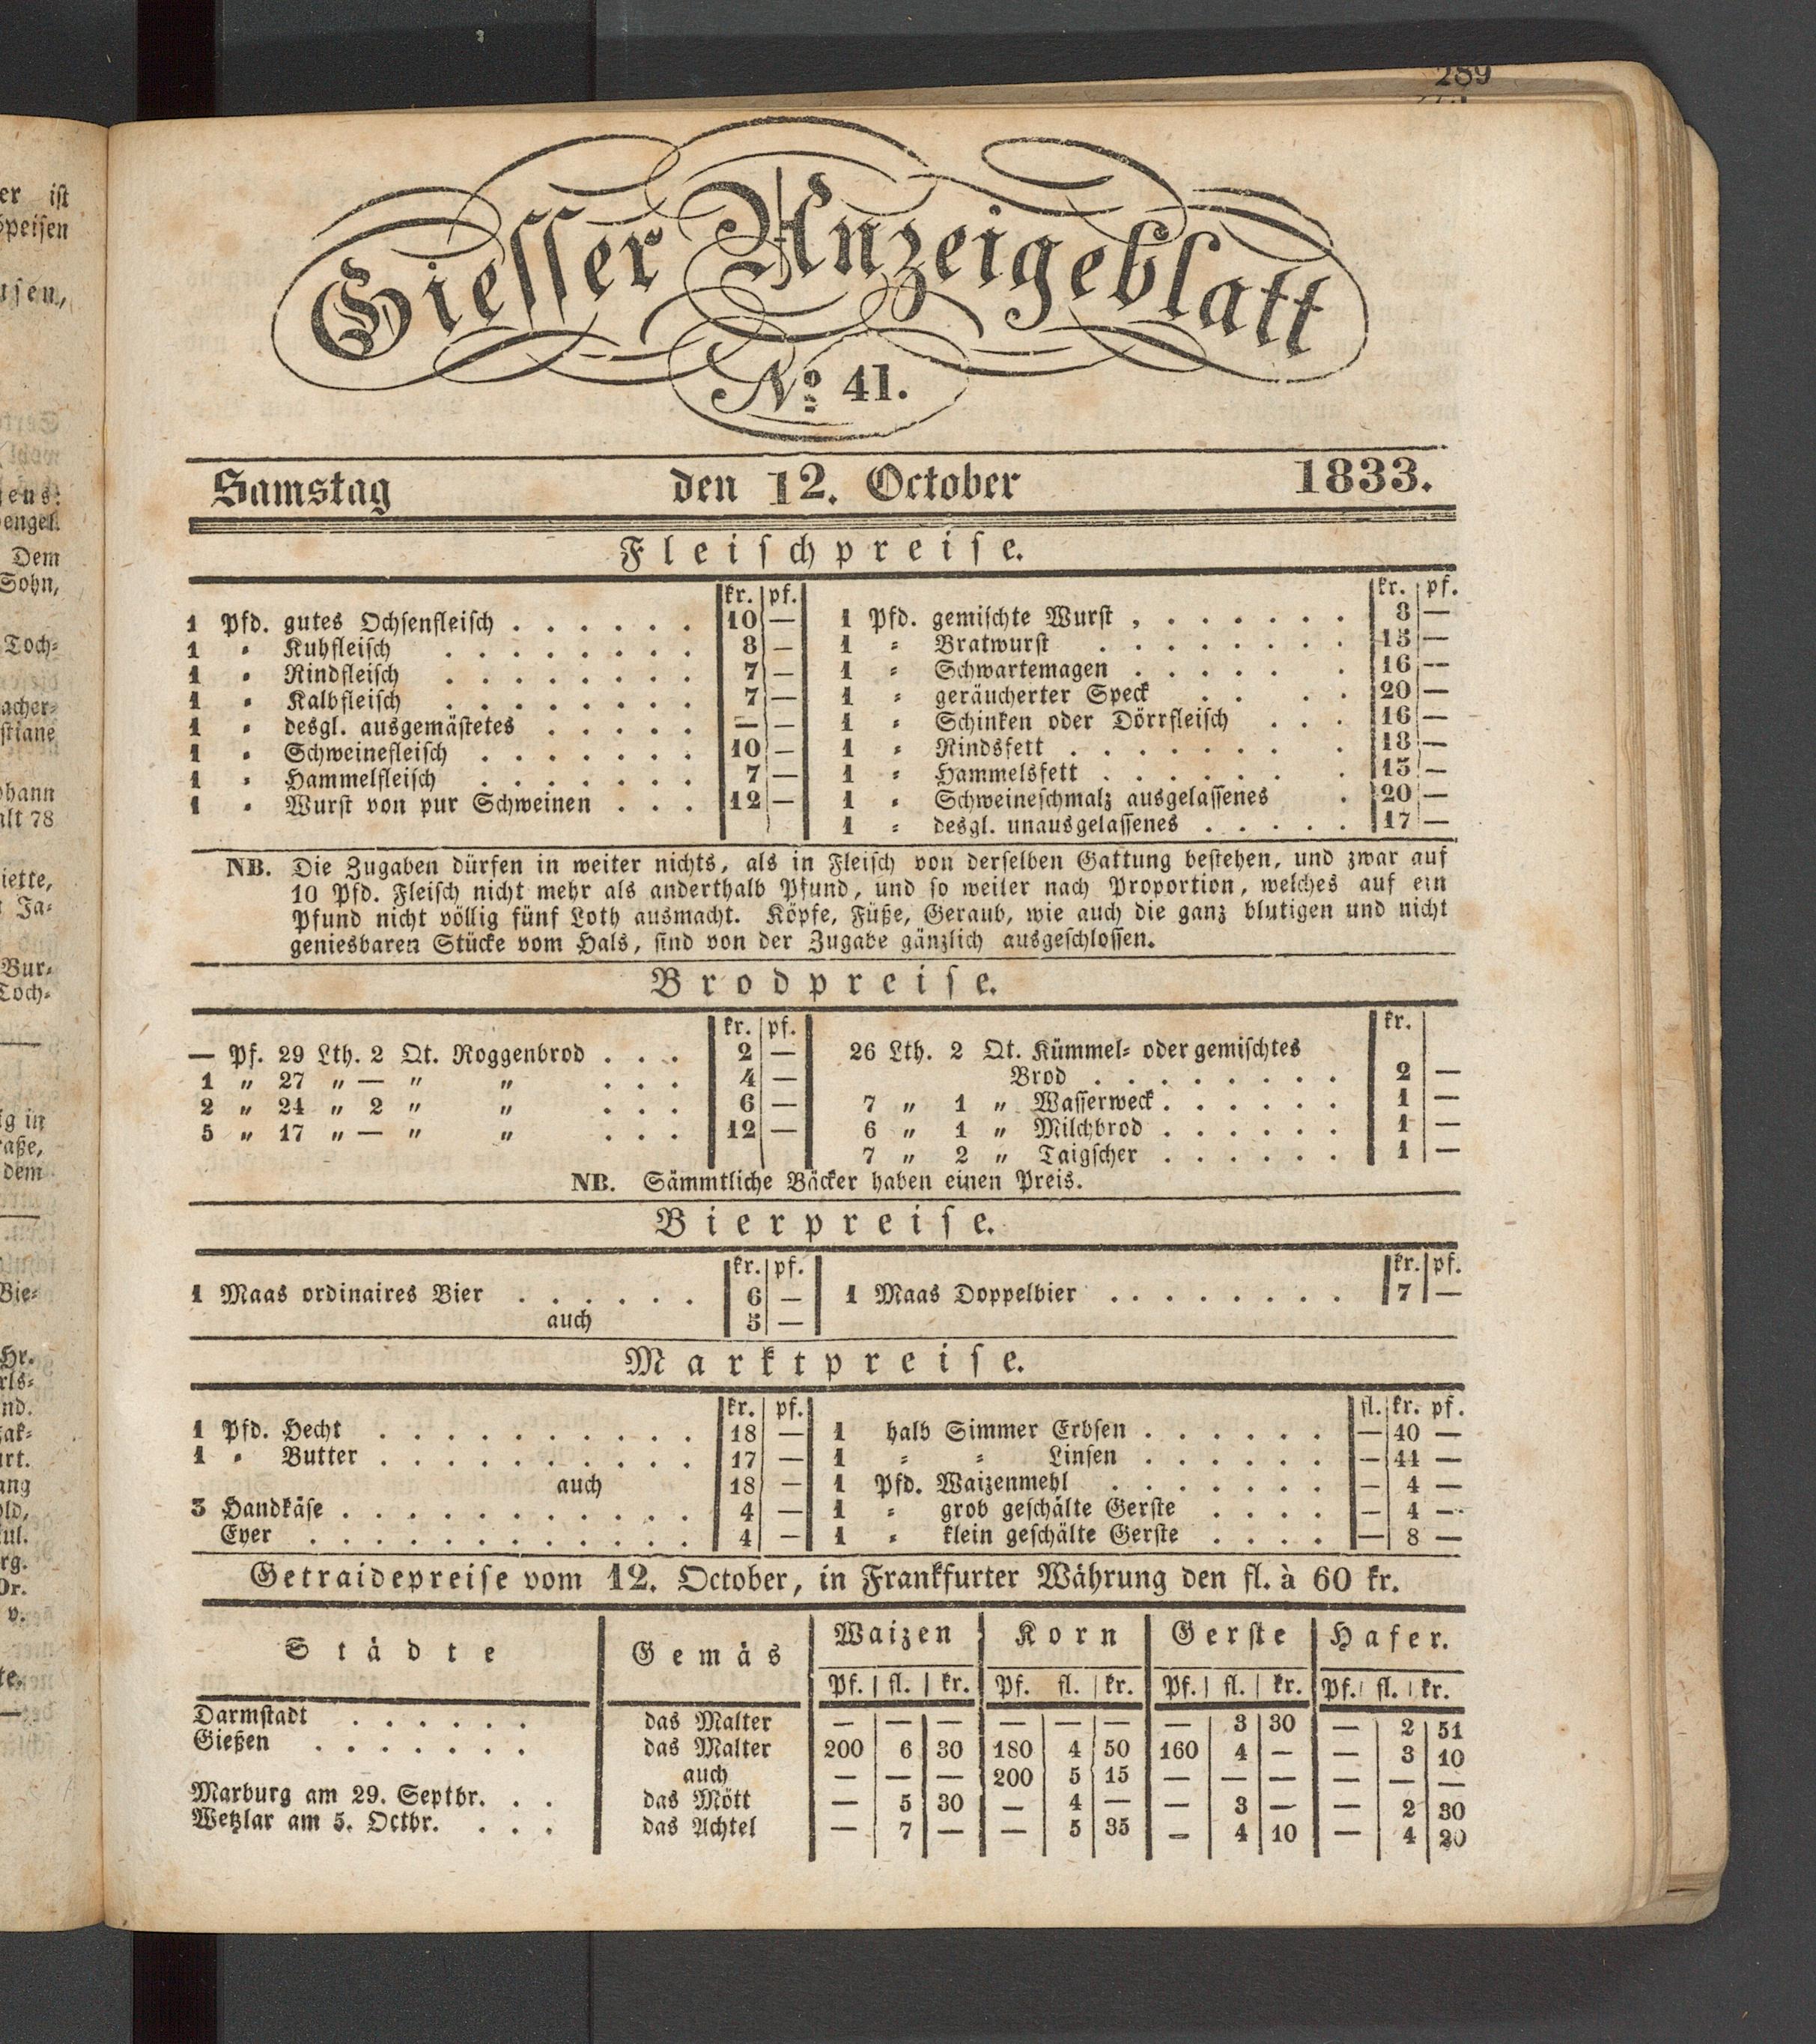 289
Giesser Anzeigeblatt
No 41.
Samstag den 12. October 1833.
Fleischpreise.
kr. pf.
1 Pfd. gutes Ochsenfleisch . . . . . . 10 —
1 " Kuhfleisch . . . . . . . . 8 —
1 " Rindfleisch . . . . . . . . 7 —
1 " Kalbfleisch . . . . . . . . 7 —
1 " desgl. ausgemästetes . . . . . — —
1 " Schweinefleisch . . . . . . . 10 —
1 " Hammelfleisch . . . . . . . 7 —
1 " Wurst von pur Schweinen . . . 12 —
kr. pf.
1 Pfd. gemischte Wurst , . . . . . . 8 —
1 " Bratwurst . . . . . . . . 15 —
1 " Schwartemagen . . . . . . 16 —
1 " geräucherter Speck . . . . 20 —
1 " Schinken oder Dörrfleisch . . . 16 —
1 " Rindsfett . . . . . . . . 18 —
1 " Hammelsfett . . . . . . . 15 —
1 " Schweineschmalz ausgelassenes . 20 —
1 " desgl. unausgelassenes . . . . . 17 —
NB. Die Zugaben dürfen in weiter nichts, als in Fleisch von derselben Gattung bestehen, und zwar auf
10 Pfd. Fleisch nicht mehr als anderthalb Pfund, und so weiter nach Proportion, welches auf ein
Pfund nicht völlig fünf Loth ausmacht. Köpfe, Füße, Geraub, wie auch die ganz blutigen und nicht
geniesbaren Stücke vom Hals, sind von der Zugabe gänzlich ausgeschlossen.
Brodpreise.
kr. pf.
— Pf. 29 Lth. 2 Qt. Roggenbrod . . . 2 —
1 " 27 " — " " . . . 4 —
2 " 24 " 2 " " . . . 6 —
5 " 17 " — " " . . . 12 —
kr.
26 Lth. 2 Qt. Kümmel- oder gemischtes
Brod . . . . . . . . 2 —
7 " 1 " Wasserweck . . . . . . 1 —
6 " 1 " Milchbrod . . . . . . 1 —
7 " 2 " Taigscher . . . . . . 1 —
NB. Sämmtliche Bäcker haben einen Preis.
Bierpreise.
kr. pf.
1 Maas ordinaires Bier . . . . . . 6 —
auch 5 —
kr. pf.
1 Maas Doppelbier . . . . . . . . 7 —
Marktpreise.
kr. pf.
1 Pfd. Hecht . . . . . . . . . . 18 —
1 " Butter . . . . . . . . . . 17 —
auch 18 —
3 Handkäse . . . . . . . . . . . 4 —
Eyer . . . . . . . . . . . . 4 —
fl. kr. pf.
1 halb Simmer Erbsen . . . . . . — 40 —
1 " " Linsen . . . . . . — 44 —
1 Pfd. Waizenmehl . . . . . . . — 4 —
1 " grob geschälte Gerste . . . . — 4 —
1 " klein geschälte Gerste . . . . — 8 —
Getraidepreise vom 12. October, in Frankfurter Währung den fl. à 60 kr.
Städte Gemäs Waizen Korn Gerste Hafer.
Pf. fl. kr. Pf. fl. kr. Pf. fl. kr. Pf. fl. kr.
Darmstadt . . . . . . das Malter — — — — — — — 3 30 — 2 51
Gießen . . . . . . . das Malter 200 6 30 180 4 50 160 4 — — 3 10
auch — — — 200 5 15 — — — — — —
Marburg am 29. Septbr. . . das Mött — 5 30 — 4 — — 3 — — 2 30
Wetzlar am 5. Octbr. . . . das Achtel — 7 — — 5 35 — 4 10 — 4 20